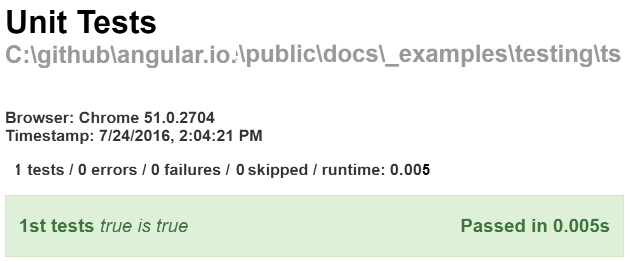 Unit Tests
C:\github\angular.io.\public\docs\_examples\testing\ts
Browser: Chrome 51.0.2704
Timestamp: 7/24/2016, 2:04:21 PM
1 tests / 0 errors / 0 failures / 0 skipped / runtime: 0.005
1st tests true is true Passed in 0.005s